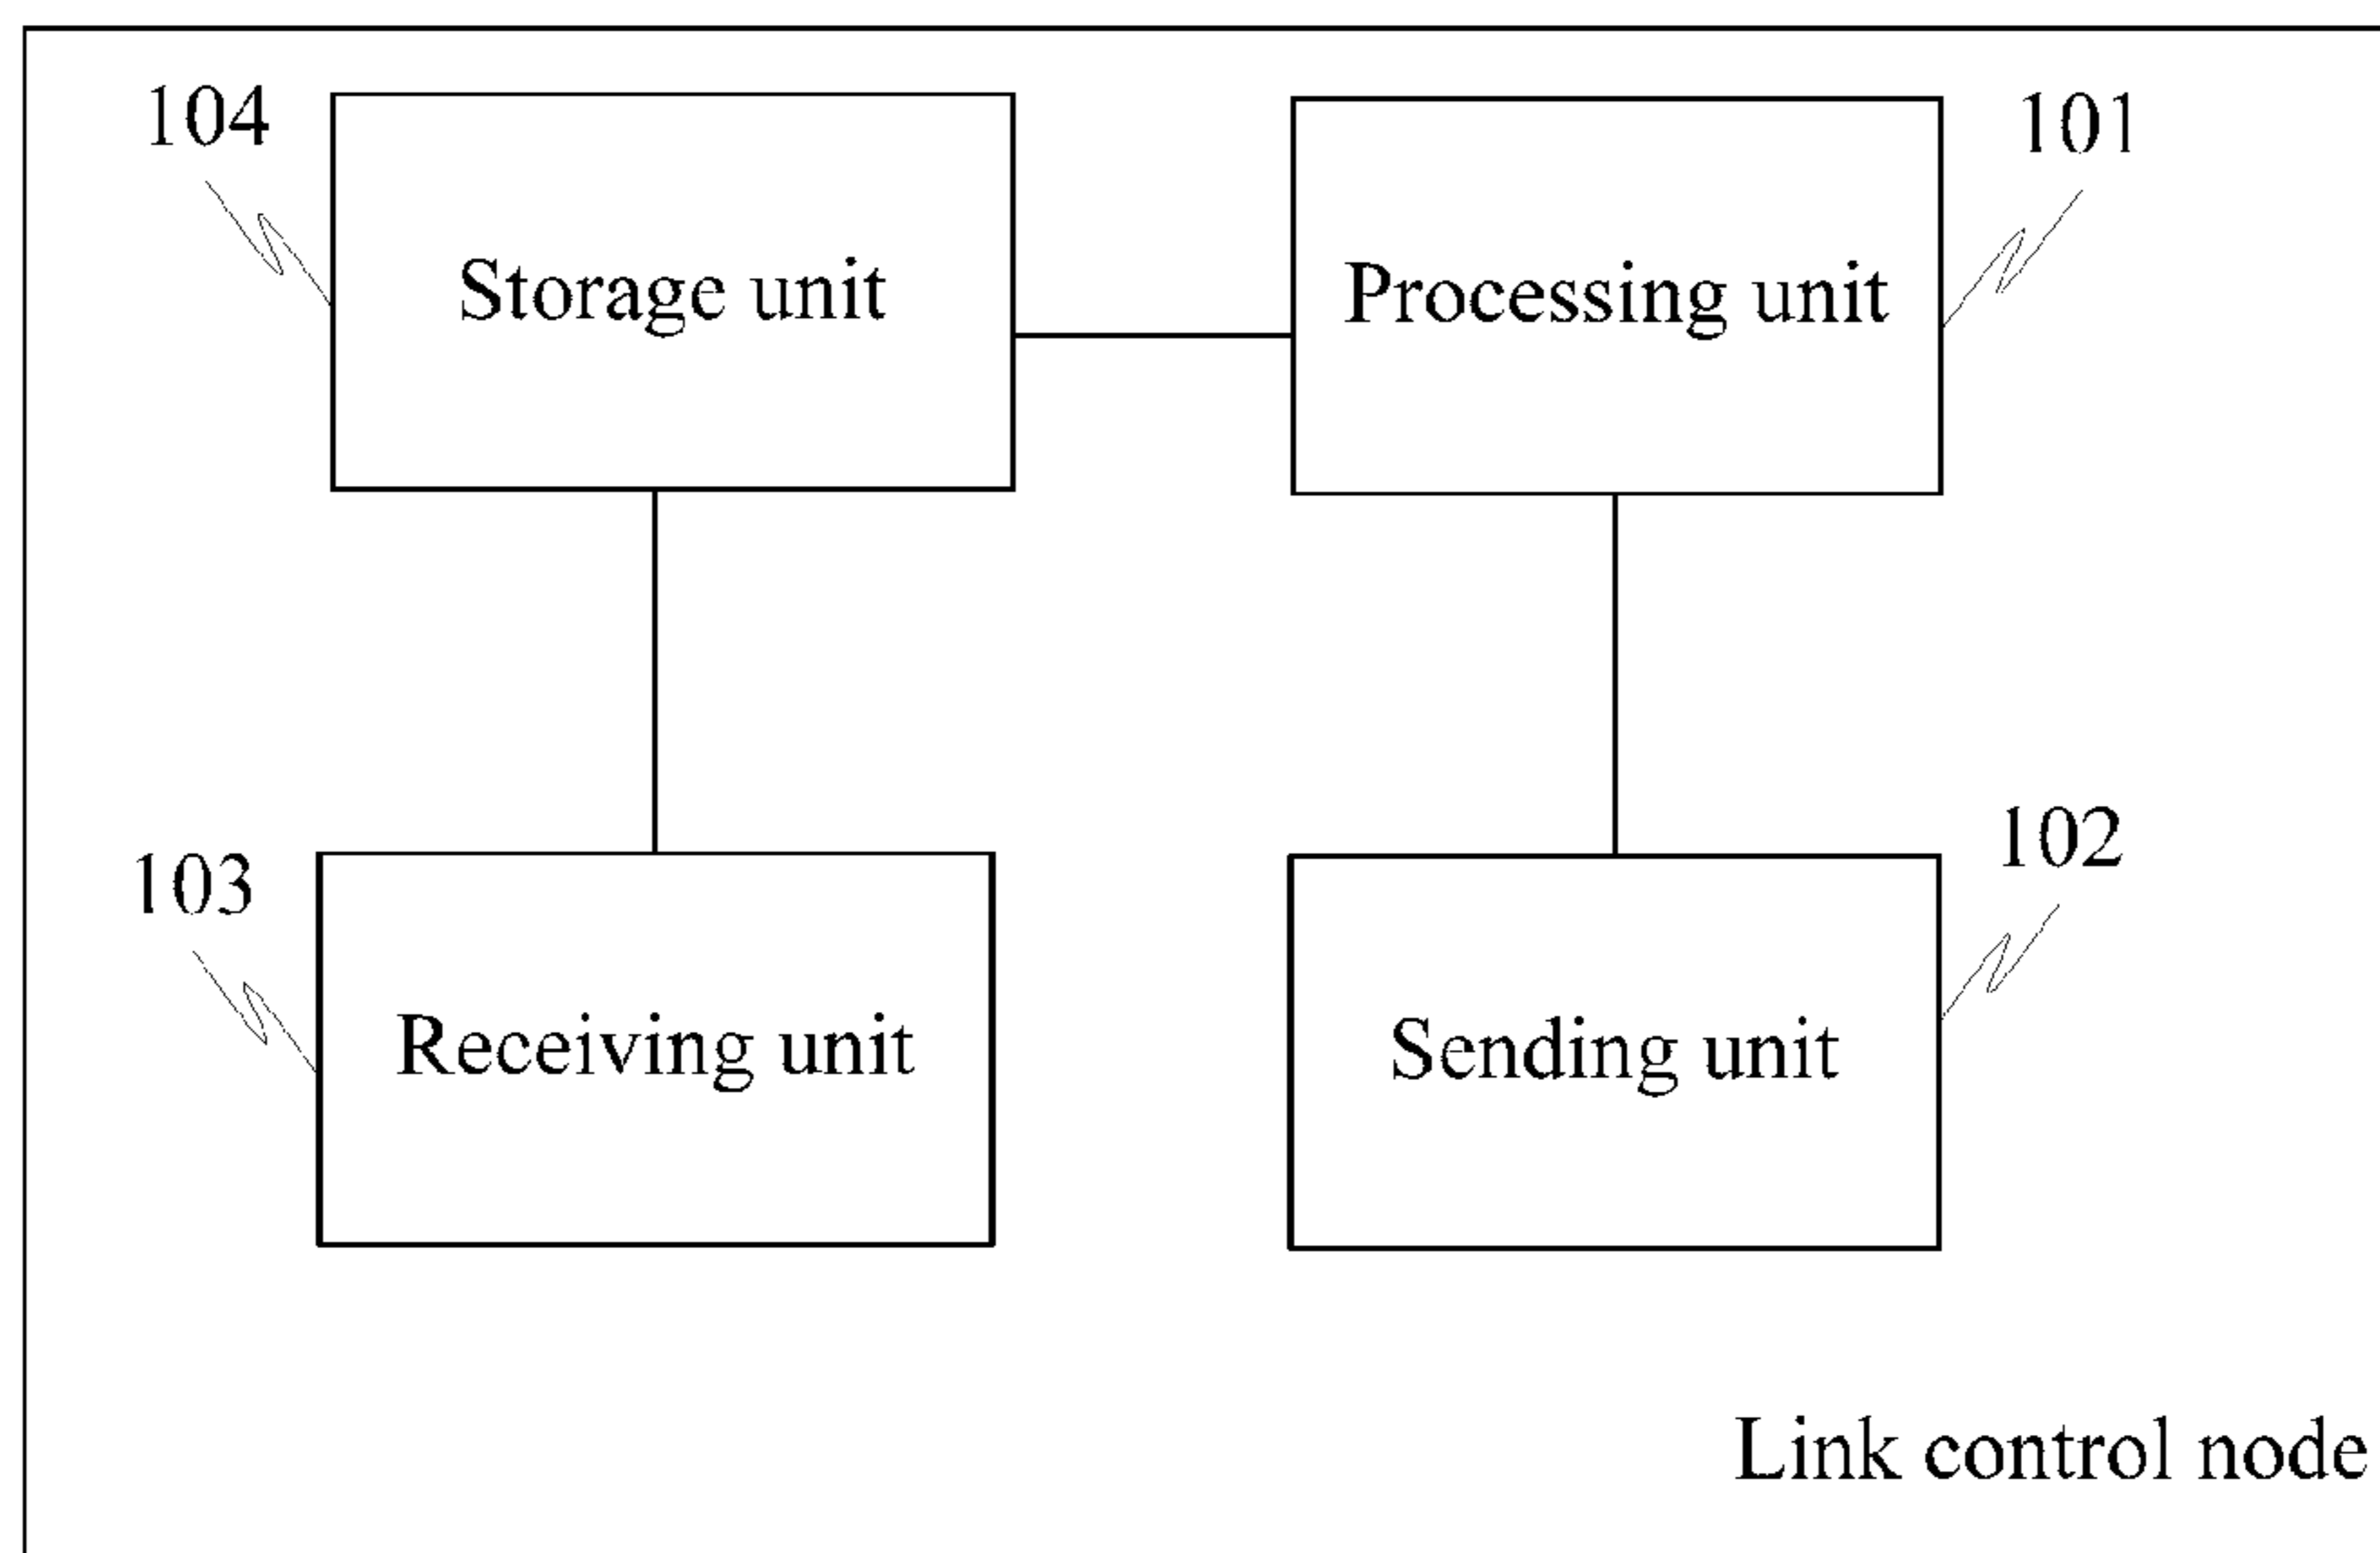 104
101
Storage unit
Processing unit
103
102
Receiving unit
Sending unit
Link control node